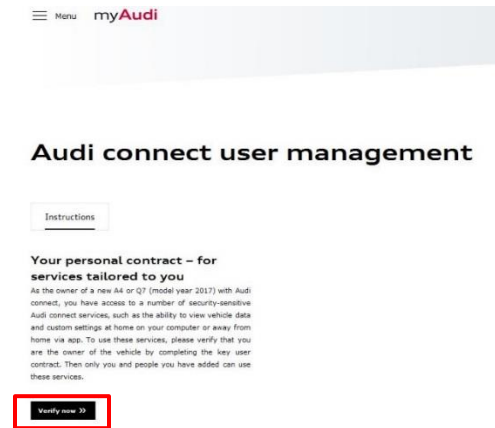 Menu myAudi
Audi connect user management
Instructions
Your personal contract – for
services tailored to you
As the owner of a new A4 or Q7 (model year 2017) with Audi
connect, you have access to a number of security-sensitive
Audi connect services, such as the ability to view vehicle data
and custom settings at home on your computer or away from
home via app. To use these services, please verify that you
are the owner of the vehicle by completing the key user
contract. Then only you and people you have added can use
these services.
Verify now »